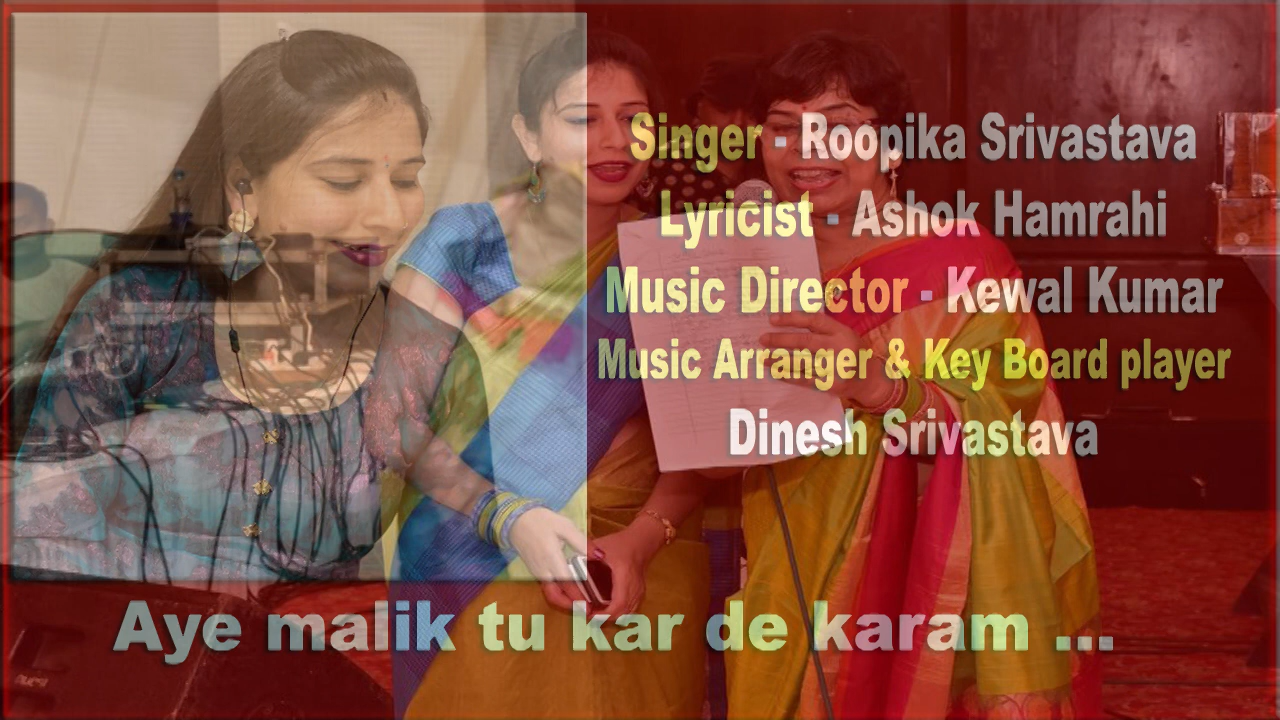 Singer - Roopika Srivastava
Lyricist - Ashok Hamrahi
Music Director - Kewal Kumar
Music Arranger & Key Board player
Dinesh Srivastava
Aye malik tu kar de karam ...